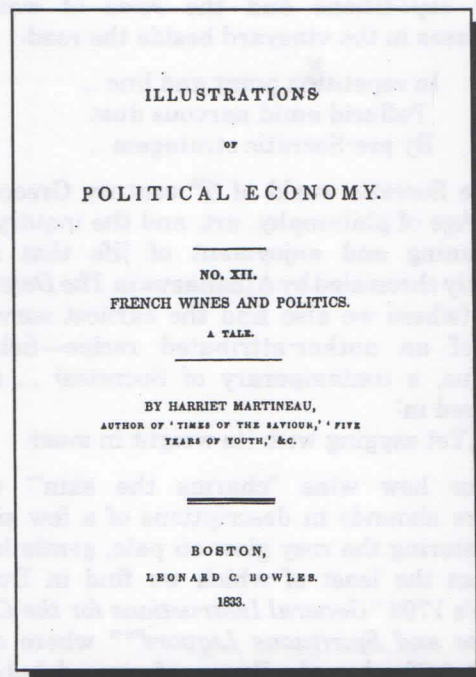 ILLUSTRATIONS
OF
POLITICAL ECONOMY.
NO. XII.
FRENCH WINES AND POLITICS.
A TALE.
BY HARRIET MARTINEAU,
AUTHOR OF 'TIMES OF THE SAVIOUR,' 'FIVE
YEARS OF YOUTH,' &C.
BOSTON,
LEONARD C. BOWLES.
1833.